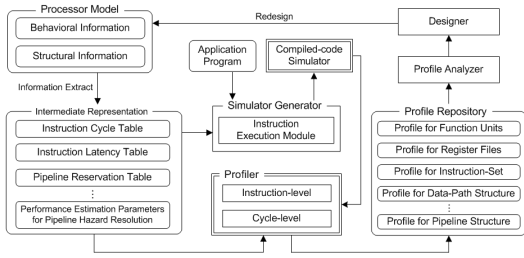 Processor Model
Behavioral Information
Structural Information
Information Extract
Redesign
Designer
Profile Analyzer
Application
Program
Compiled-code
Simulator
Simulator Generator
Instruction
Execution Module
Intermediate Representation
Instruction Cycle Table
Instruction Latency Table
Pipeline Reservation Table
⋮
Performance Estimation Parameters
for Pipeline Hazard Resolution
Profiler
Instruction-level
Cycle-level
Profile Repository
Profile for Function Units
Profile for Register Files
Profile for Instruction-Set
Profile for Data-Path Structure
⋮
Profile for Pipeline Structure